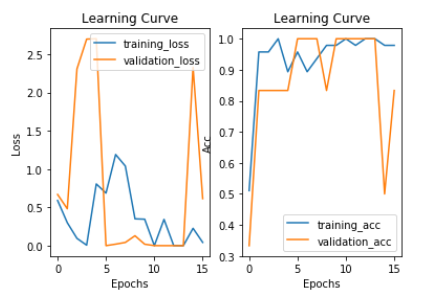 Learning Curve
training_loss
validation_loss
2.5
2.0
1.5
1.0
0.5
0.0
Loss
0
5
10
15
Epochs
Learning Curve
1.0
0.9
0.8
0.7
0.6
0.5
0.4
0.3
Acc
training_acc
validation_acc
0
5
10
15
Epochs